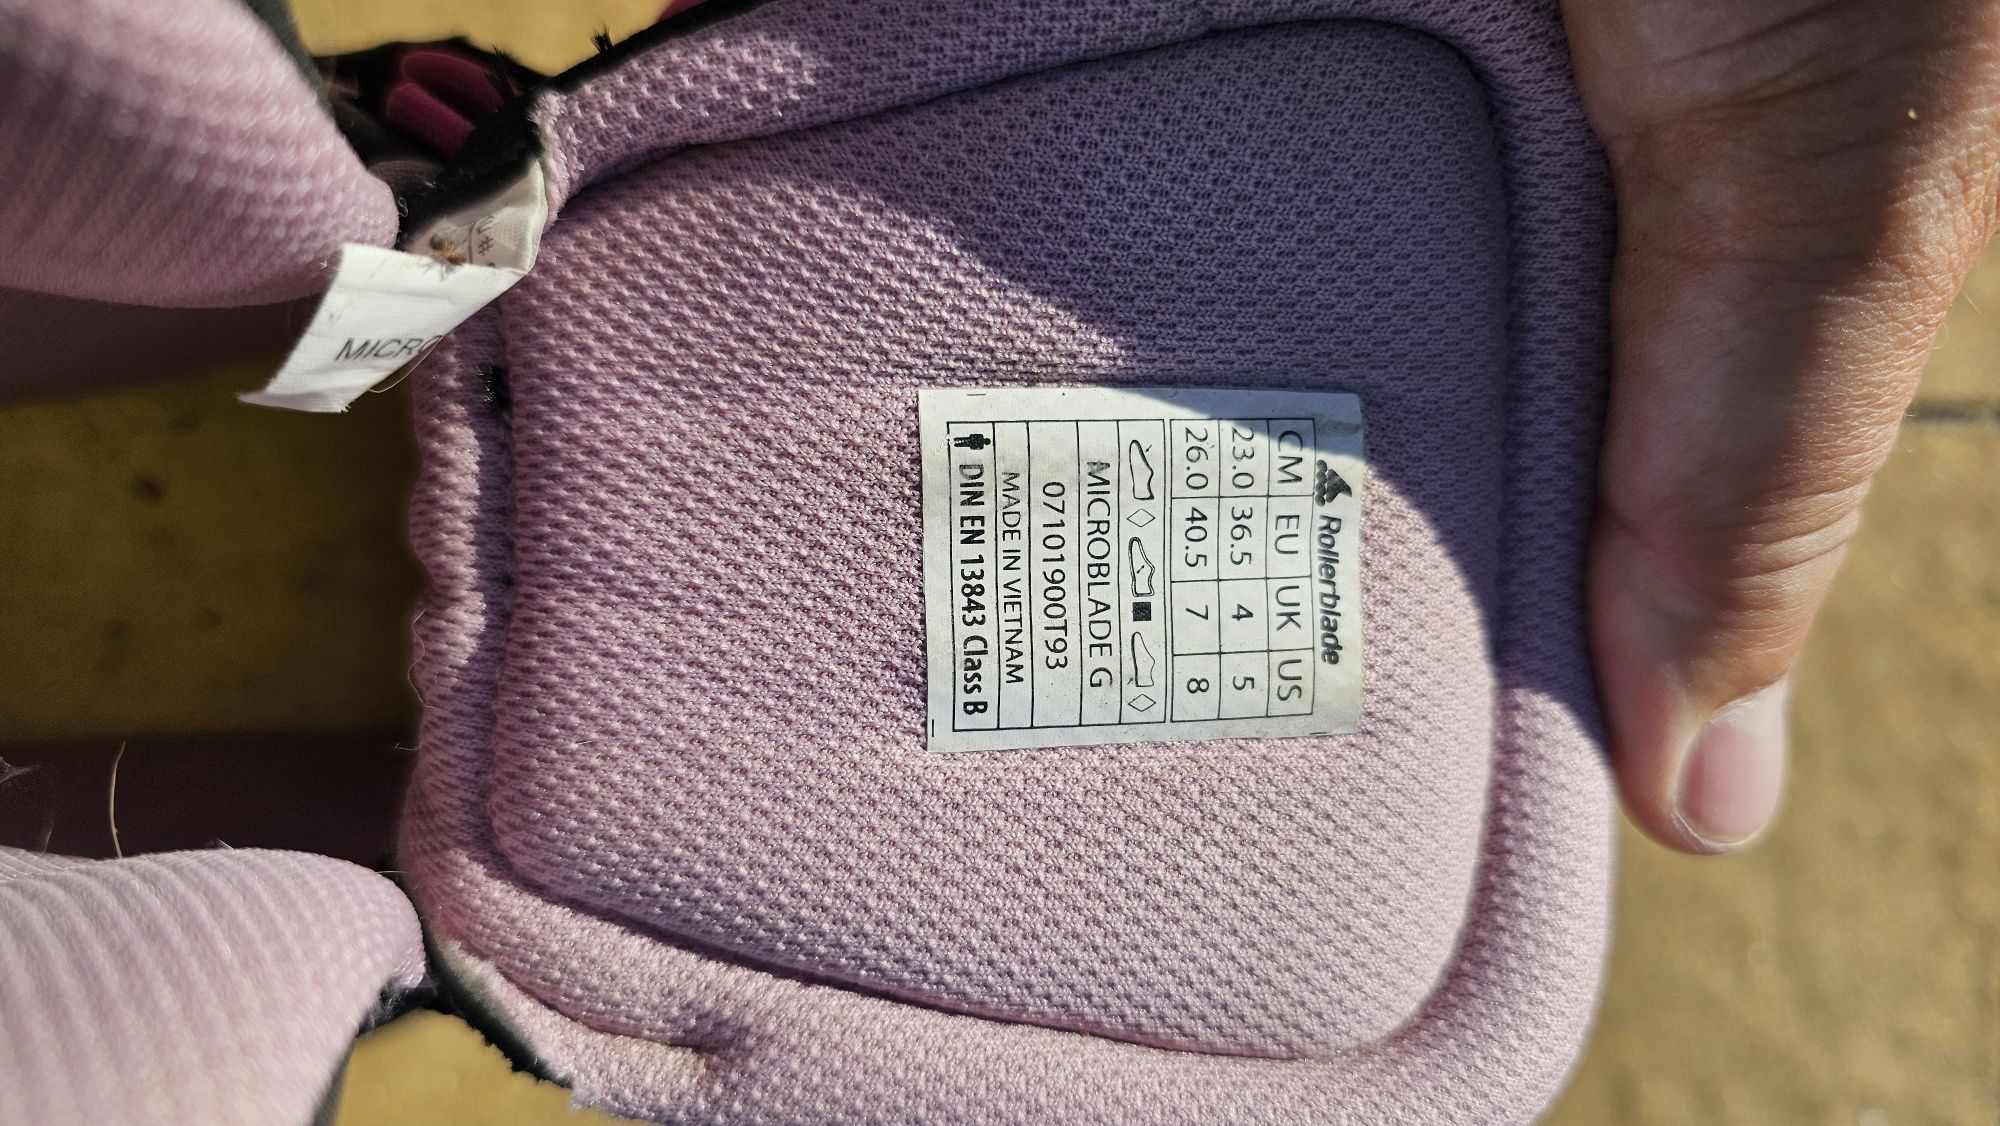 Rollerblade
CM EU UK US
23.0 36.5 4 5
26.0 40.5 7 8
MICROBLADE G
07101900T93
MADE IN VIETNAM
DIN EN 13843 Class B